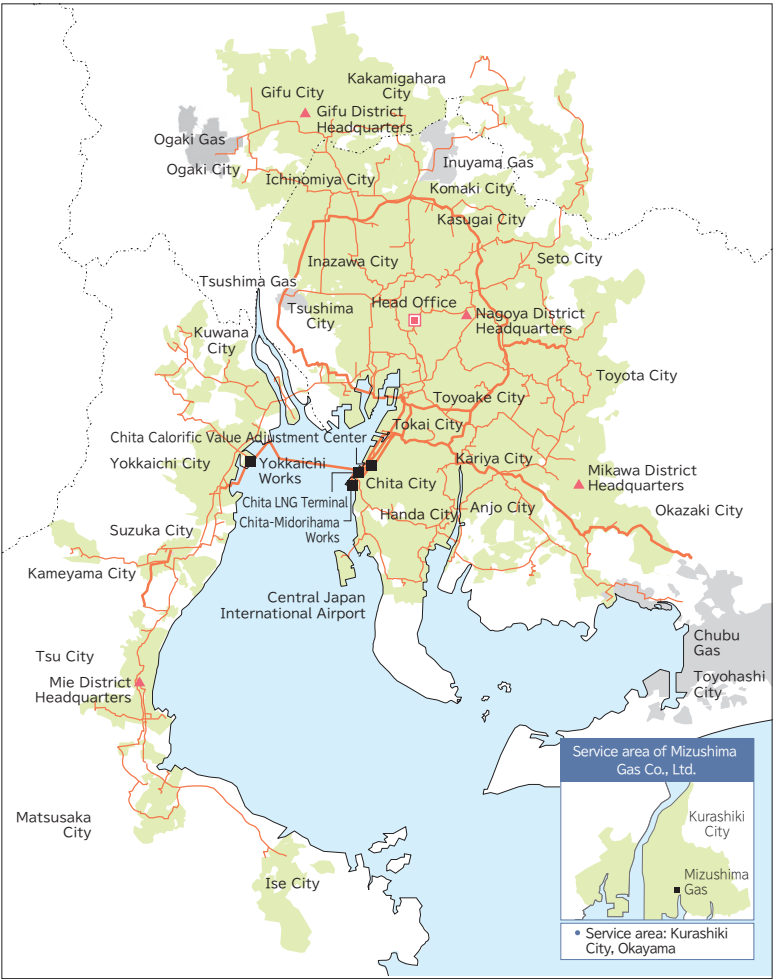 Kakamigahara
City
Gifu City
Gifu District
Headquarters
Ogaki Gas
Ogaki City
Inuyama Gas
Ichinomiya City
Komaki City
Kasugai City
Inazawa City
Seto City
Tsushima Gas
Tsushima
City
Head Office
Nagoya District
Headquarters
Kuwana
City
Toyota City
Toyoake City
Tokai City
Chita Calorific Value Adjustment Center
Yokkaichi City
Yokkaichi
Works
Kariya City
Mikawa District
Headquarters
Chita City
Chita LNG Terminal
Chita-Midorihama
Works
Handa City
Anjo City
Okazaki City
Suzuka City
Kameyama City
Central Japan
International Airport
Chubu
Gas
Toyohashi
City
Tsu City
Mie District
Headquarters
Matsusaka
City
Ise City
Service area of Mizushima
Gas Co., Ltd.
Kurashiki
City
Mizushima
Gas
• Service area: Kurashiki
City, Okayama